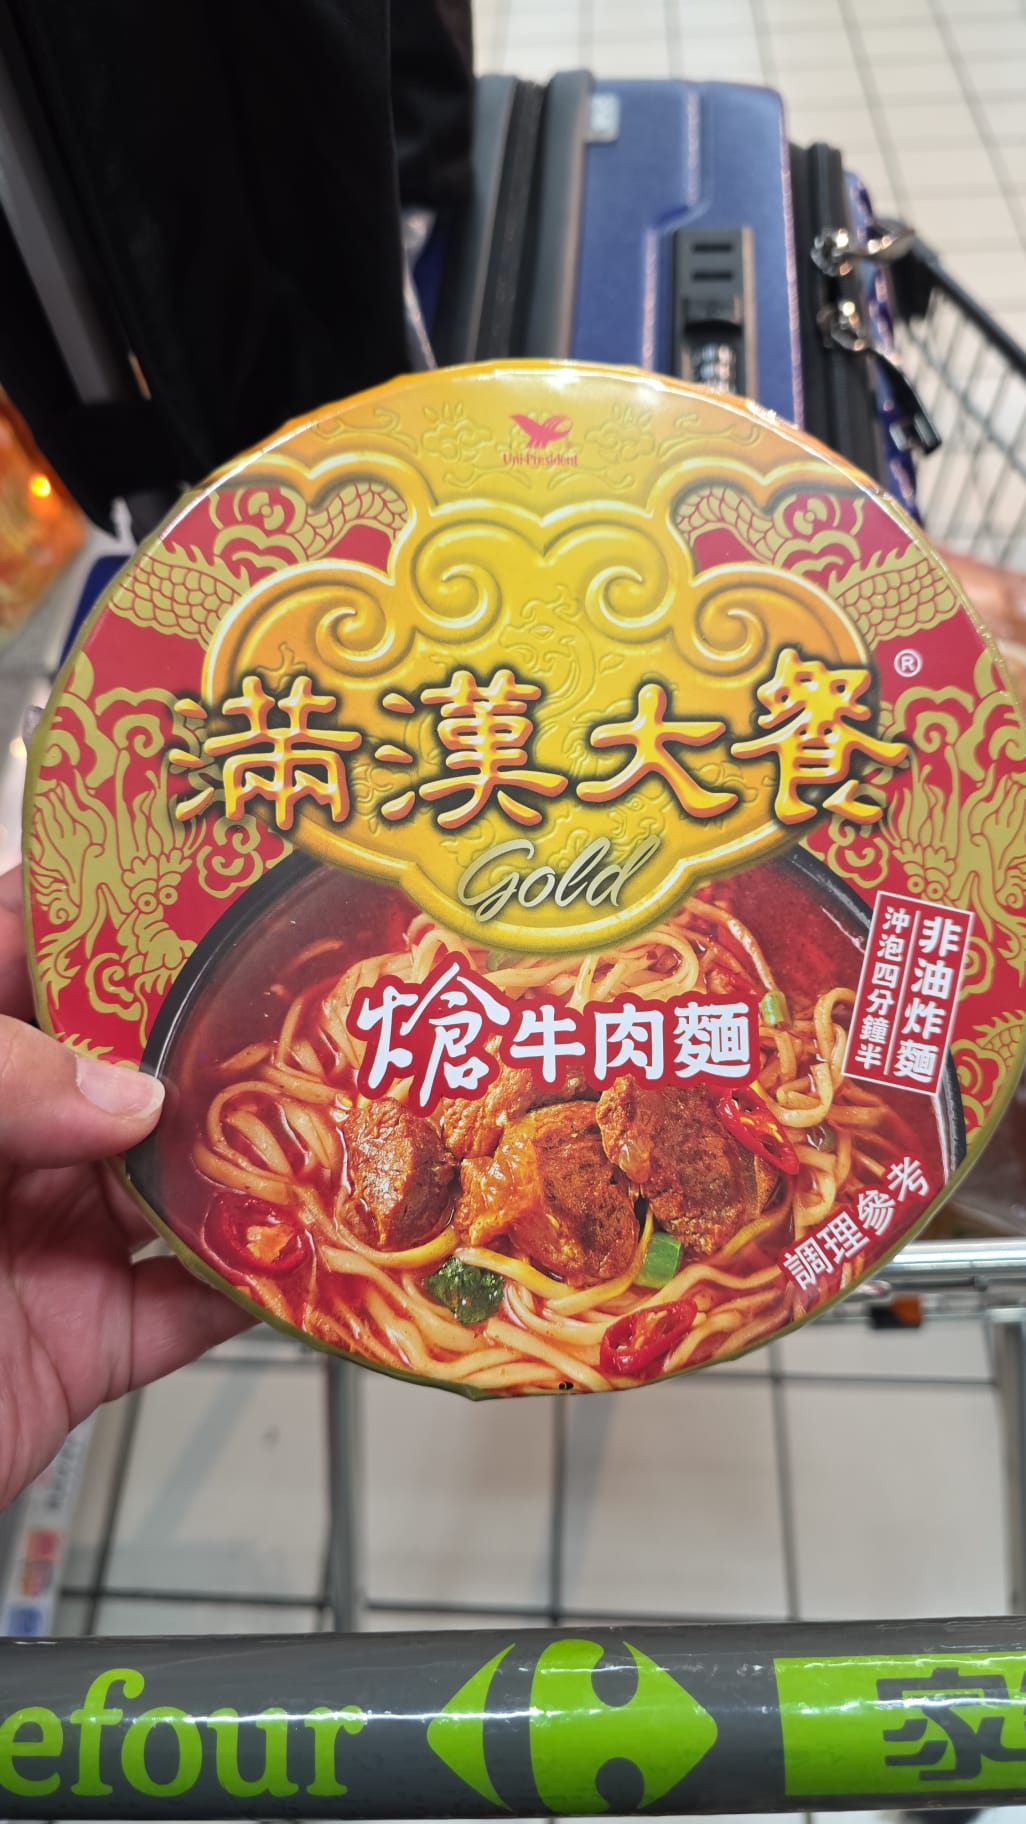 Uni-President
滿漢大餐
®
Gold
熗牛肉麵
非油炸麵
沖泡四分鐘半
調理參考
efour
家